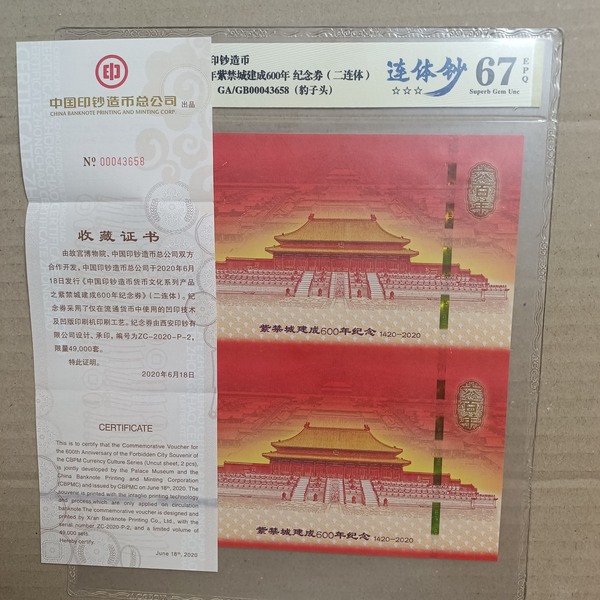 中国印钞造币总公司 出品
CHINA BANKNOTE PRINTING AND MINTING CORP.
No 00043658
收藏证书
由故宫博物院、中国印钞造币总公司双方
合作开发，中国印钞造币总公司于2020年6月
18日发行《中国印钞造币货币文化系列产品
之紫禁城建成600年纪念券》（二连体）。纪
念券采用了仅在流通货币中使用的凹印技术
及凹版印刷机印刷工艺。纪念券由西安印钞有
限公司设计、承印，编号为ZC-2020-P-2，
限量49,000套。
特此证明。
2020年6月18日
CERTIFICATE
This is to certify that the Commemorative Voucher for
the 600th Anniversary of the Forbidden City Souvenir of
the CBPM Currency Culture Series (Uncut sheet, 2 pcs).
is jointly developed by the Palace Museum and the
China Banknote Printing and Minting Corporation
(CBPMC) and issued by CBPMC on June 18th, 2020. The
souvenir is printed with the intaglio printing technology
and process,which are only applied on circulation
banknote.The commemorative voucher is designed and
printed by Xi'an Banknote Printing Co., Ltd., with the
serial number ZC-2020-P-2, and a limited volume of
49,000 sets.
Hereby certify.
June 18th, 2020
印钞造币
年紫禁城建成600年 纪念券（二连体）
GA/GB00043658（豹子头）
连体钞
☆☆☆
67
EPQ
Superb Gem Unc
六百年
紫禁城建成600年纪念 1420-2020
六百年
紫禁城建成600年纪念 1420-2020